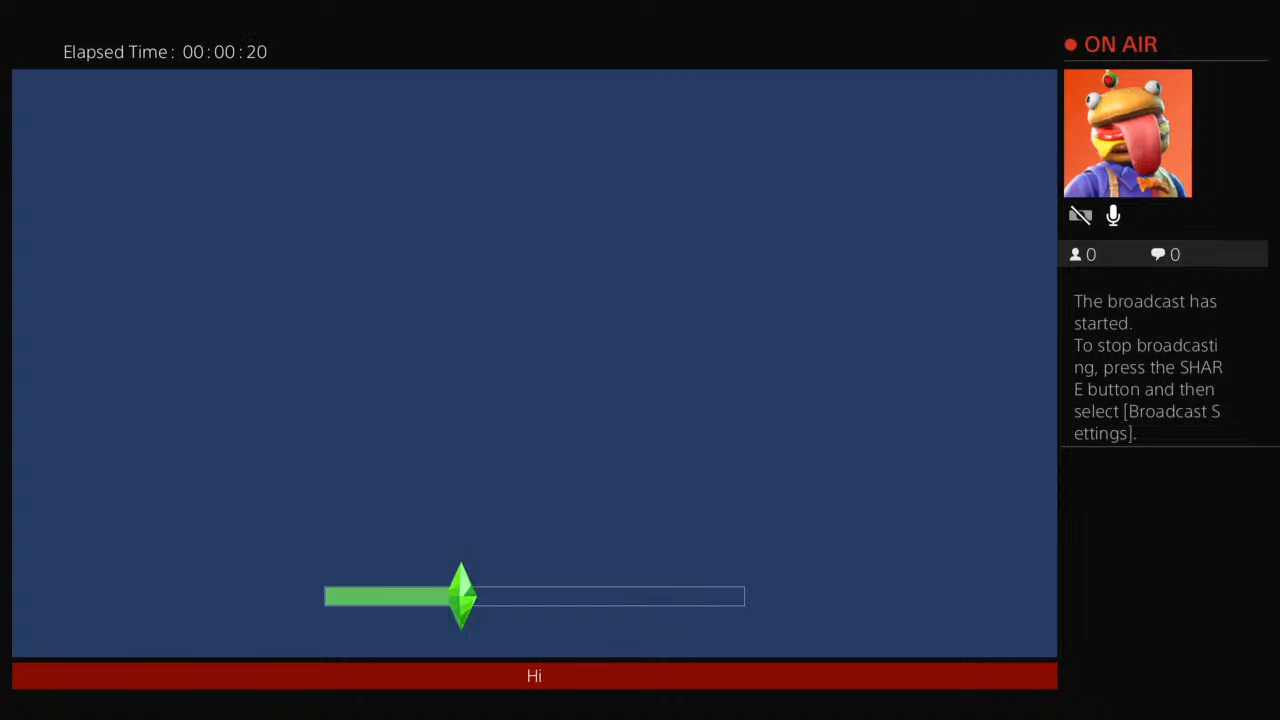 Elapsed Time: 00:00:20
ON AIR
0 0
The broadcast has
started.
To stop broadcasti
ng, press the SHAR
E button and then
select [Broadcast S
ettings].
Hi